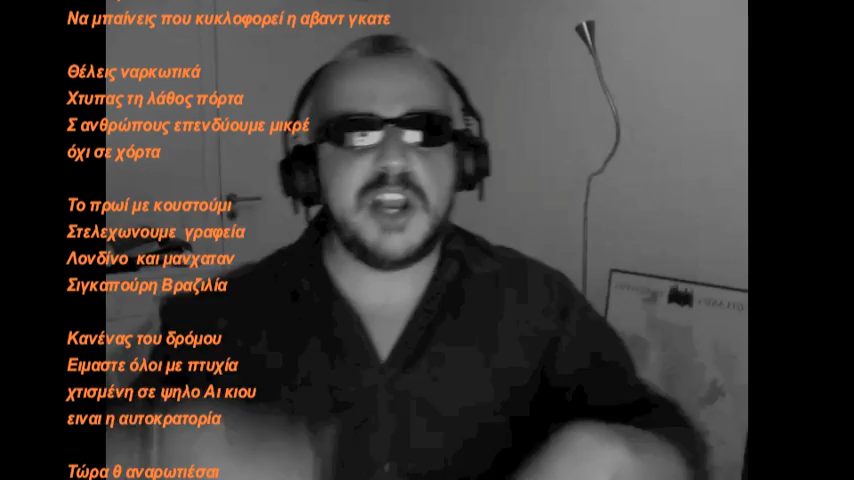 Να μπαίνεις που κυκλοφορεί η αβαντ γκατε
Θέλεις ναρκωτικά
Χτυπας τη λάθος πόρτα
Σ ανθρώπους επενδύουμε μικρέ
όχι σε χόρτα
Το πρωί με κουστούμι
Στελεχωνουμε γραφεία
Λονδίνο και μανχαταν
Σιγκαπούρη Βραζιλία
Κανένας του δρόμου
Ειμαστε όλοι με πτυχία
χτισμένη σε ψηλο Αι κιου
ειναι η αυτοκρατορία
Τώρα θ αναρωτιέσαι